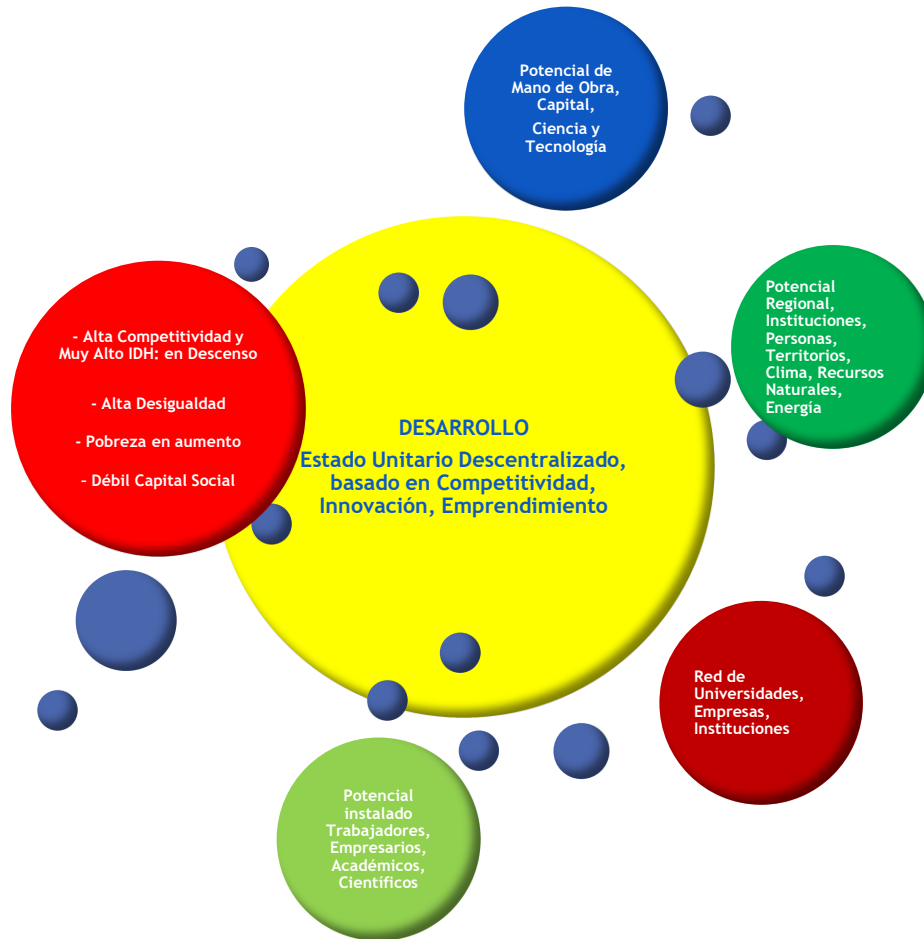 Potencial de
Mano de Obra,
Capital,
Ciencia y
Tecnología
Potencial
Regional,
Instituciones,
Personas,
Territorios,
Clima, Recursos
Naturales,
Energía
- Alta Competitividad y
Muy Alto IDH: en Descenso
- Alta Desigualdad
- Pobreza en aumento
- Débil Capital Social
DESARROLLO
Estado Unitario Descentralizado,
basado en Competitividad,
Innovación, Emprendimiento
Red de
Universidades,
Empresas,
Instituciones
Potencial
instalado
Trabajadores,
Empresarios,
Académicos,
Científicos